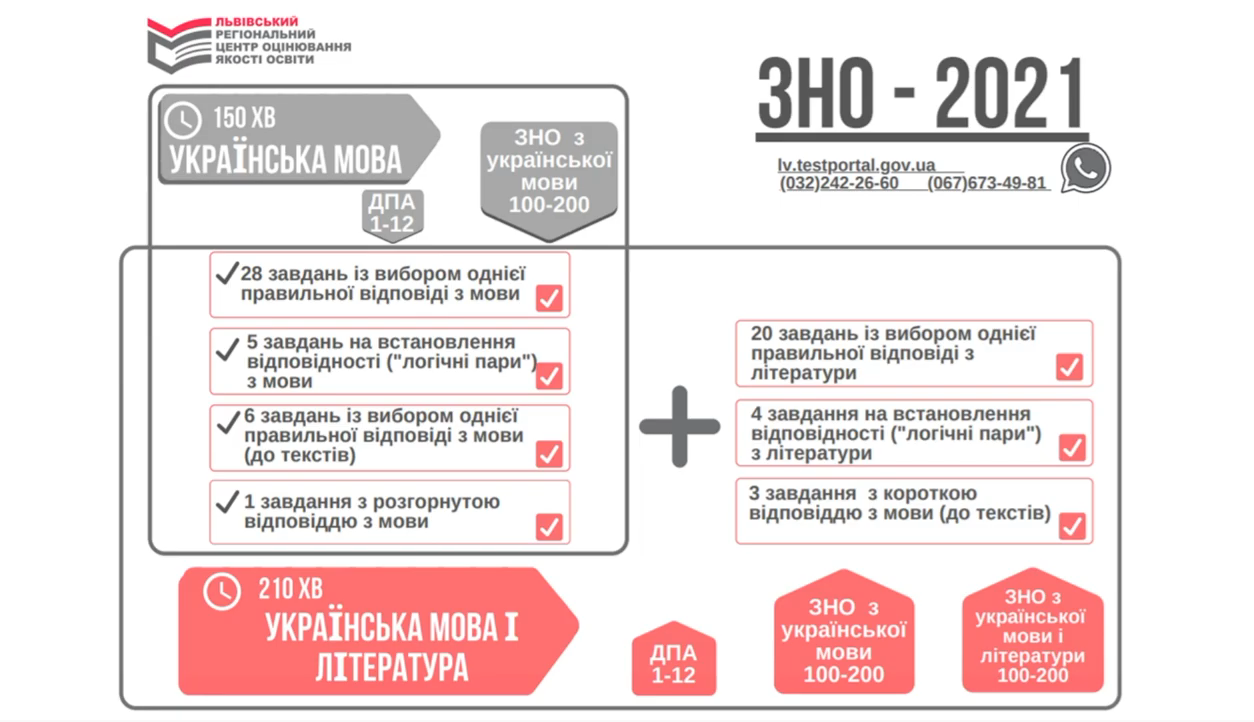 ЛЬВІВСЬКИЙ
РЕГІОНАЛЬНИЙ
ЦЕНТР ОЦІНЮВАННЯ
ЯКОСТІ ОСВІТИ
ЗНО - 2021
lv.testportal.gov.ua
(032)242-26-60 (067)673-49-81
150 ХВ
УКРАЇНСЬКА МОВА
ДПА
1-12
ЗНО з
української
мови
100-200
28 завдань із вибором однієї
правильної відповіді з мови
5 завдань на встановлення
відповідності ("логічні пари")
з мови
6 завдань із вибором однієї
правильної відповіді з мови
(до текстів)
1 завдання з розгорнутою
відповіддю з мови
20 завдань із вибором однієї
правильної відповіді з
літератури
4 завдання на встановлення
відповідності ("логічні пари")
з літератури
3 завдання з короткою
відповіддю з мови (до текстів)
210 ХВ
УКРАЇНСЬКА МОВА І
ЛІТЕРАТУРА
ДПА
1-12
ЗНО з
української
мови
100-200
ЗНО з
української
мови і
літератури
100-200